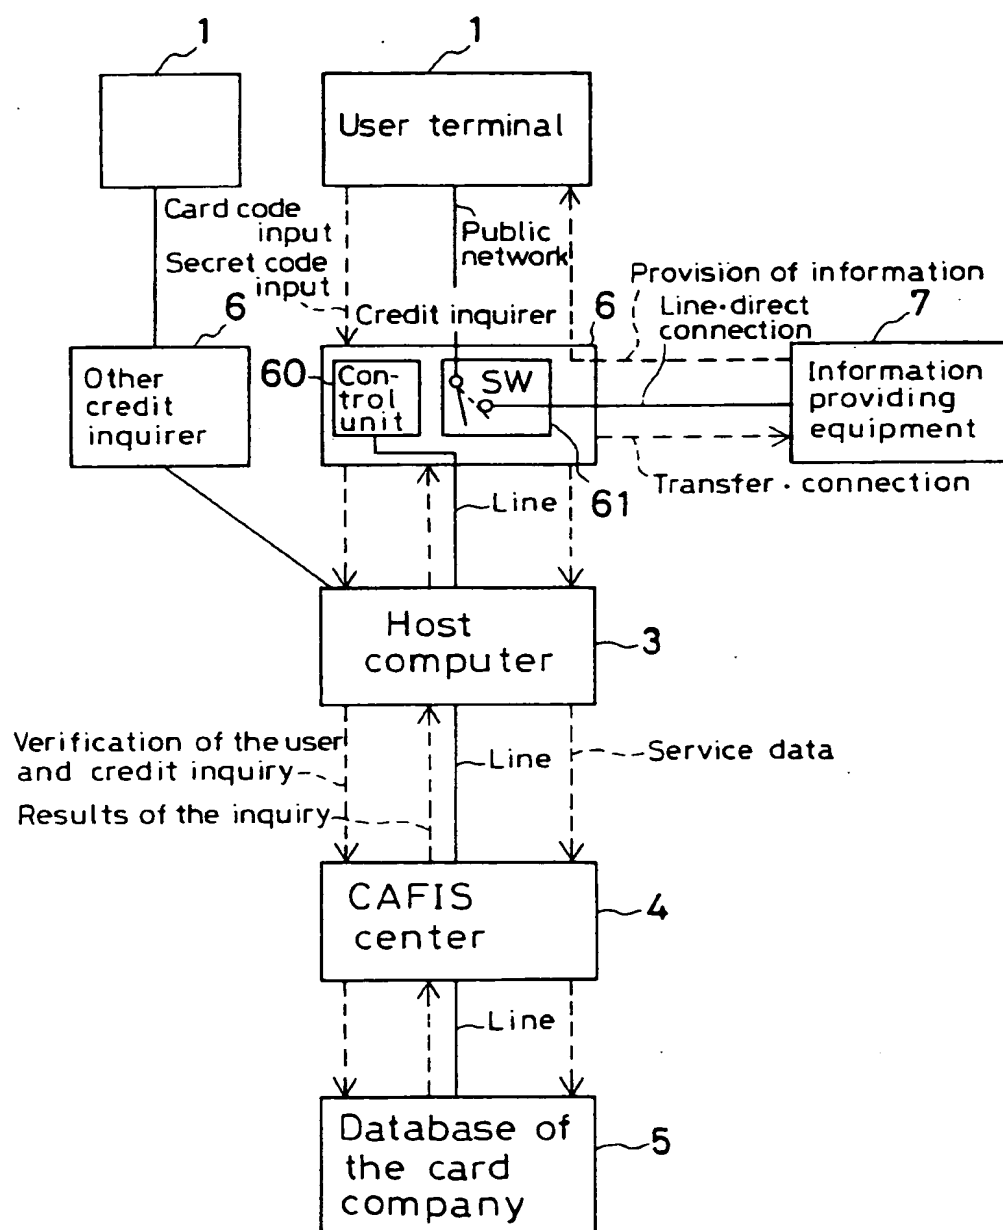 1
1
User terminal
Card code
input
Secret code
input
Public
network
Provision of information
Credit inquirer
6
Line·direct
connection
7
6
Other
credit
inquirer
60
Con-
trol
unit
SW
Information
providing
equipment
61
Transfer·connection
Line
Host
computer
3
Verification of the user
and credit inquiry
Line
Service data
Results of the inquiry
CAFIS
center
4
Line
Database of
the card
company
5